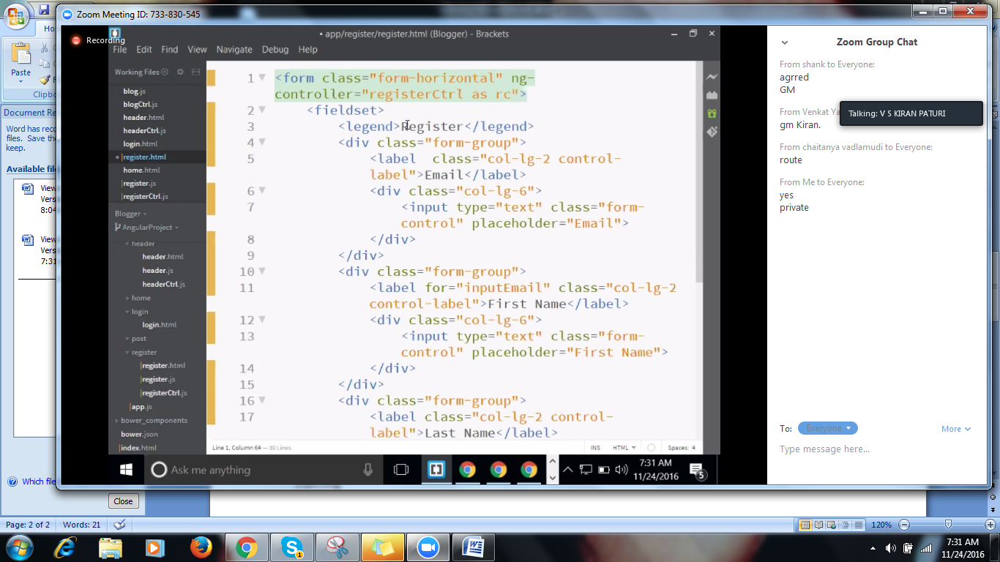 Zoom Meeting ID: 733-830-545
Ho
Paste
Clipbo
Document Re
Word has reco
files. Save the
keep.
Available file
View
Vers
8:04
View
Vers
7:31
Which file
Close
Recording
• app/register/register.html (Blogger) - Brackets
File Edit Find View Navigate Debug Help
Working Files
blog.js
blogCtrl.js
header.html
headerCtrl.js
login.html
register.html
home.html
register.js
registerCtrl.js
Blogger
AngularProject
header
header.html
header.js
headerCtrl.js
home
login
login.html
post
register
register.html
register.js
registerCtrl.js
app.js
bower_components
bower.json
index.html
1 <form class="form-horizontal" ng-
controller="registerCtrl as rc">
2 <fieldset>
3 <legend>Register</legend>
4 <div class="form-group">
5 <label  class="col-lg-2 control-
label">Email</label>
6 <div class="col-lg-6">
7 <input type="text" class="form-
control" placeholder="Email">
8 </div>
9 </div>
10 <div class="form-group">
11 <label for="inputEmail" class="col-lg-2
control-label">First Name</label>
12 <div class="col-lg-6">
13 <input type="text" class="form-
control" placeholder="First Name">
14 </div>
15 </div>
16 <div class="form-group">
17 <label class="col-lg-2 control-
label">Last Name</label>
Line 1, Column 64 — 30 Lines
INS HTML Spaces: 4
Ask me anything
7:31 AM
11/24/2016
5
Zoom Group Chat
From shank to Everyone:
agrred
GM
From Venkat Ya
Talking: V S KIRAN PATURI
gm Kiran.
From chaitanya vadlamudi to Everyone:
route
From Me to Everyone:
yes
private
To: Everyone More
Type message here...
Page: 2 of 2 Words: 21
120%
1
7:31 AM
11/24/2016